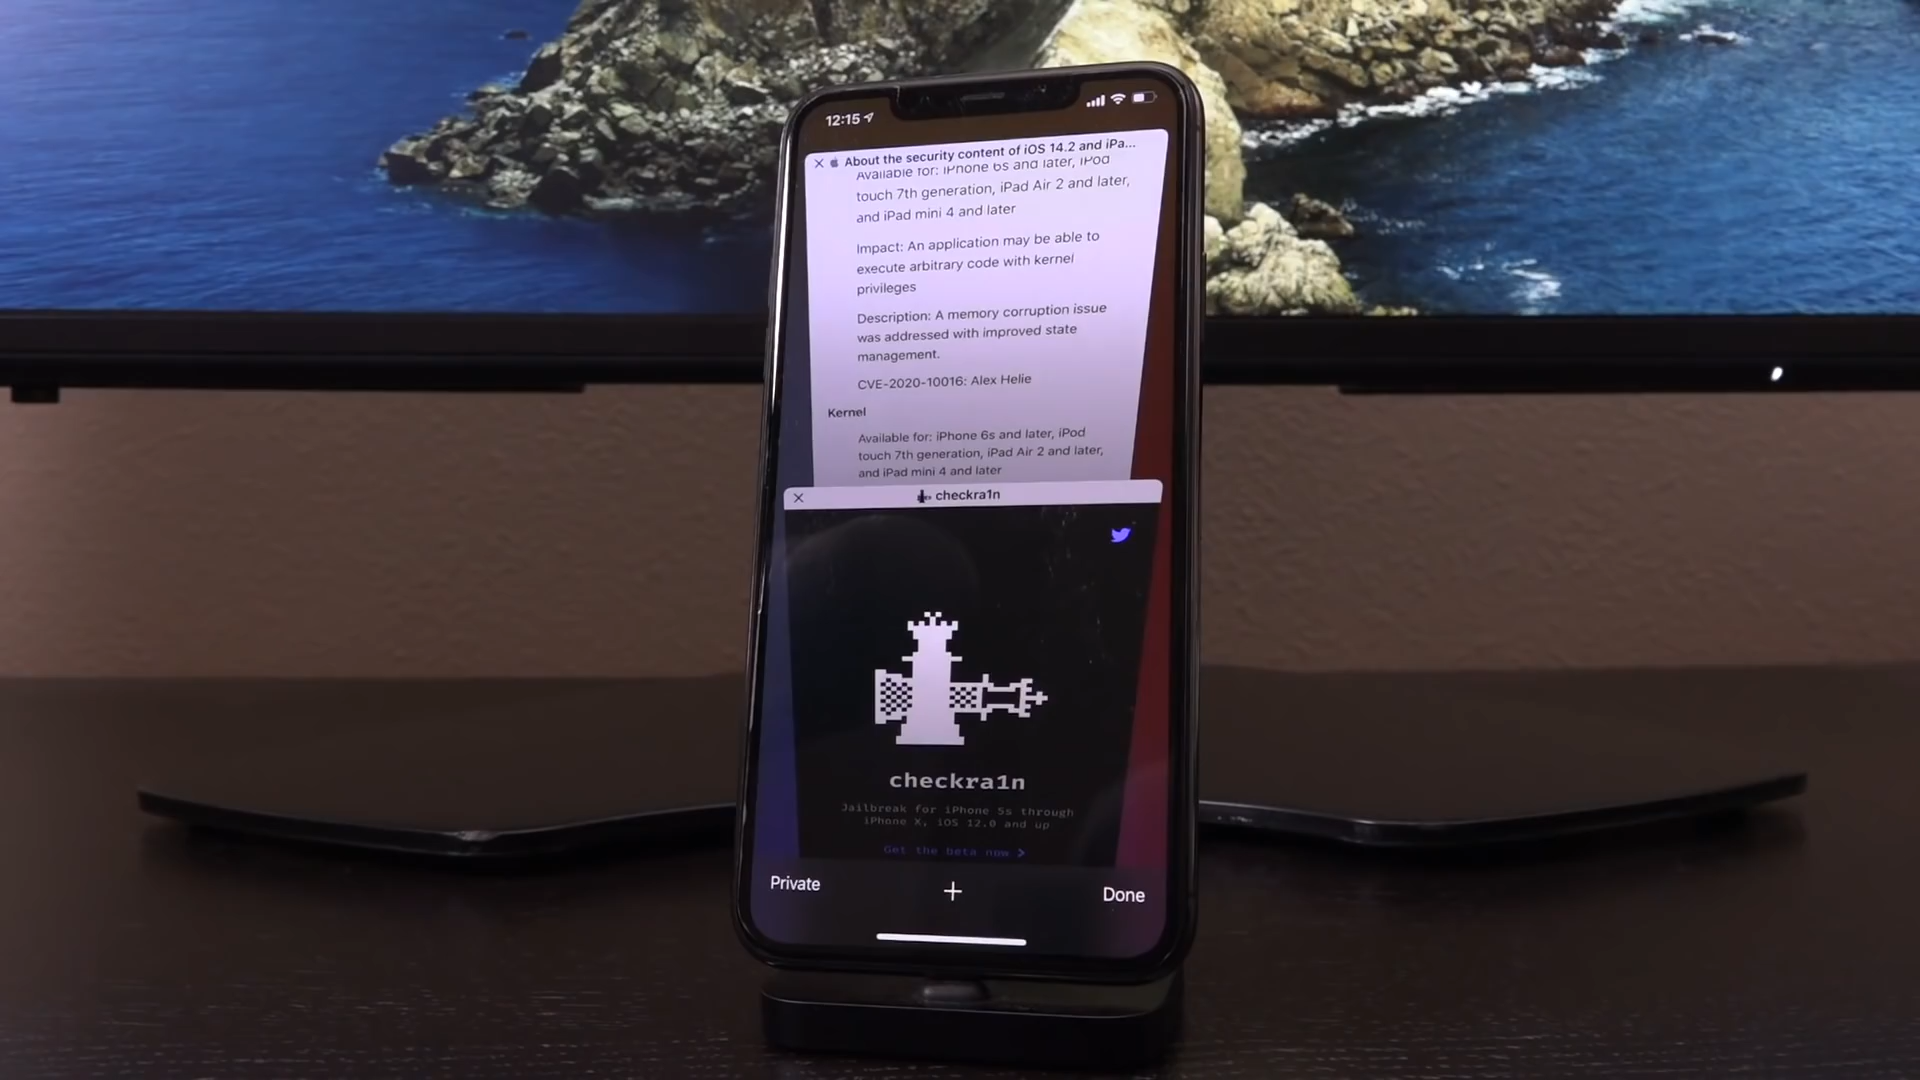 12:15
About the security content of iOS 14.2 and iPa...
Available for: iPhone 6s and later, iPod
touch 7th generation, iPad Air 2 and later,
and iPad mini 4 and later
Impact: An application may be able to
execute arbitrary code with kernel
privileges
Description: A memory corruption issue
was addressed with improved state
management.
CVE-2020-10016: Alex Helie
Kernel
Available for: iPhone 6s and later, iPod
touch 7th generation, iPad Air 2 and later,
and iPad mini 4 and later
checkra1n
checkra1n
Jailbreak for iPhone 5s through
iPhone X, iOS 12.0 and up
Get the beta now >
Private
+
Done